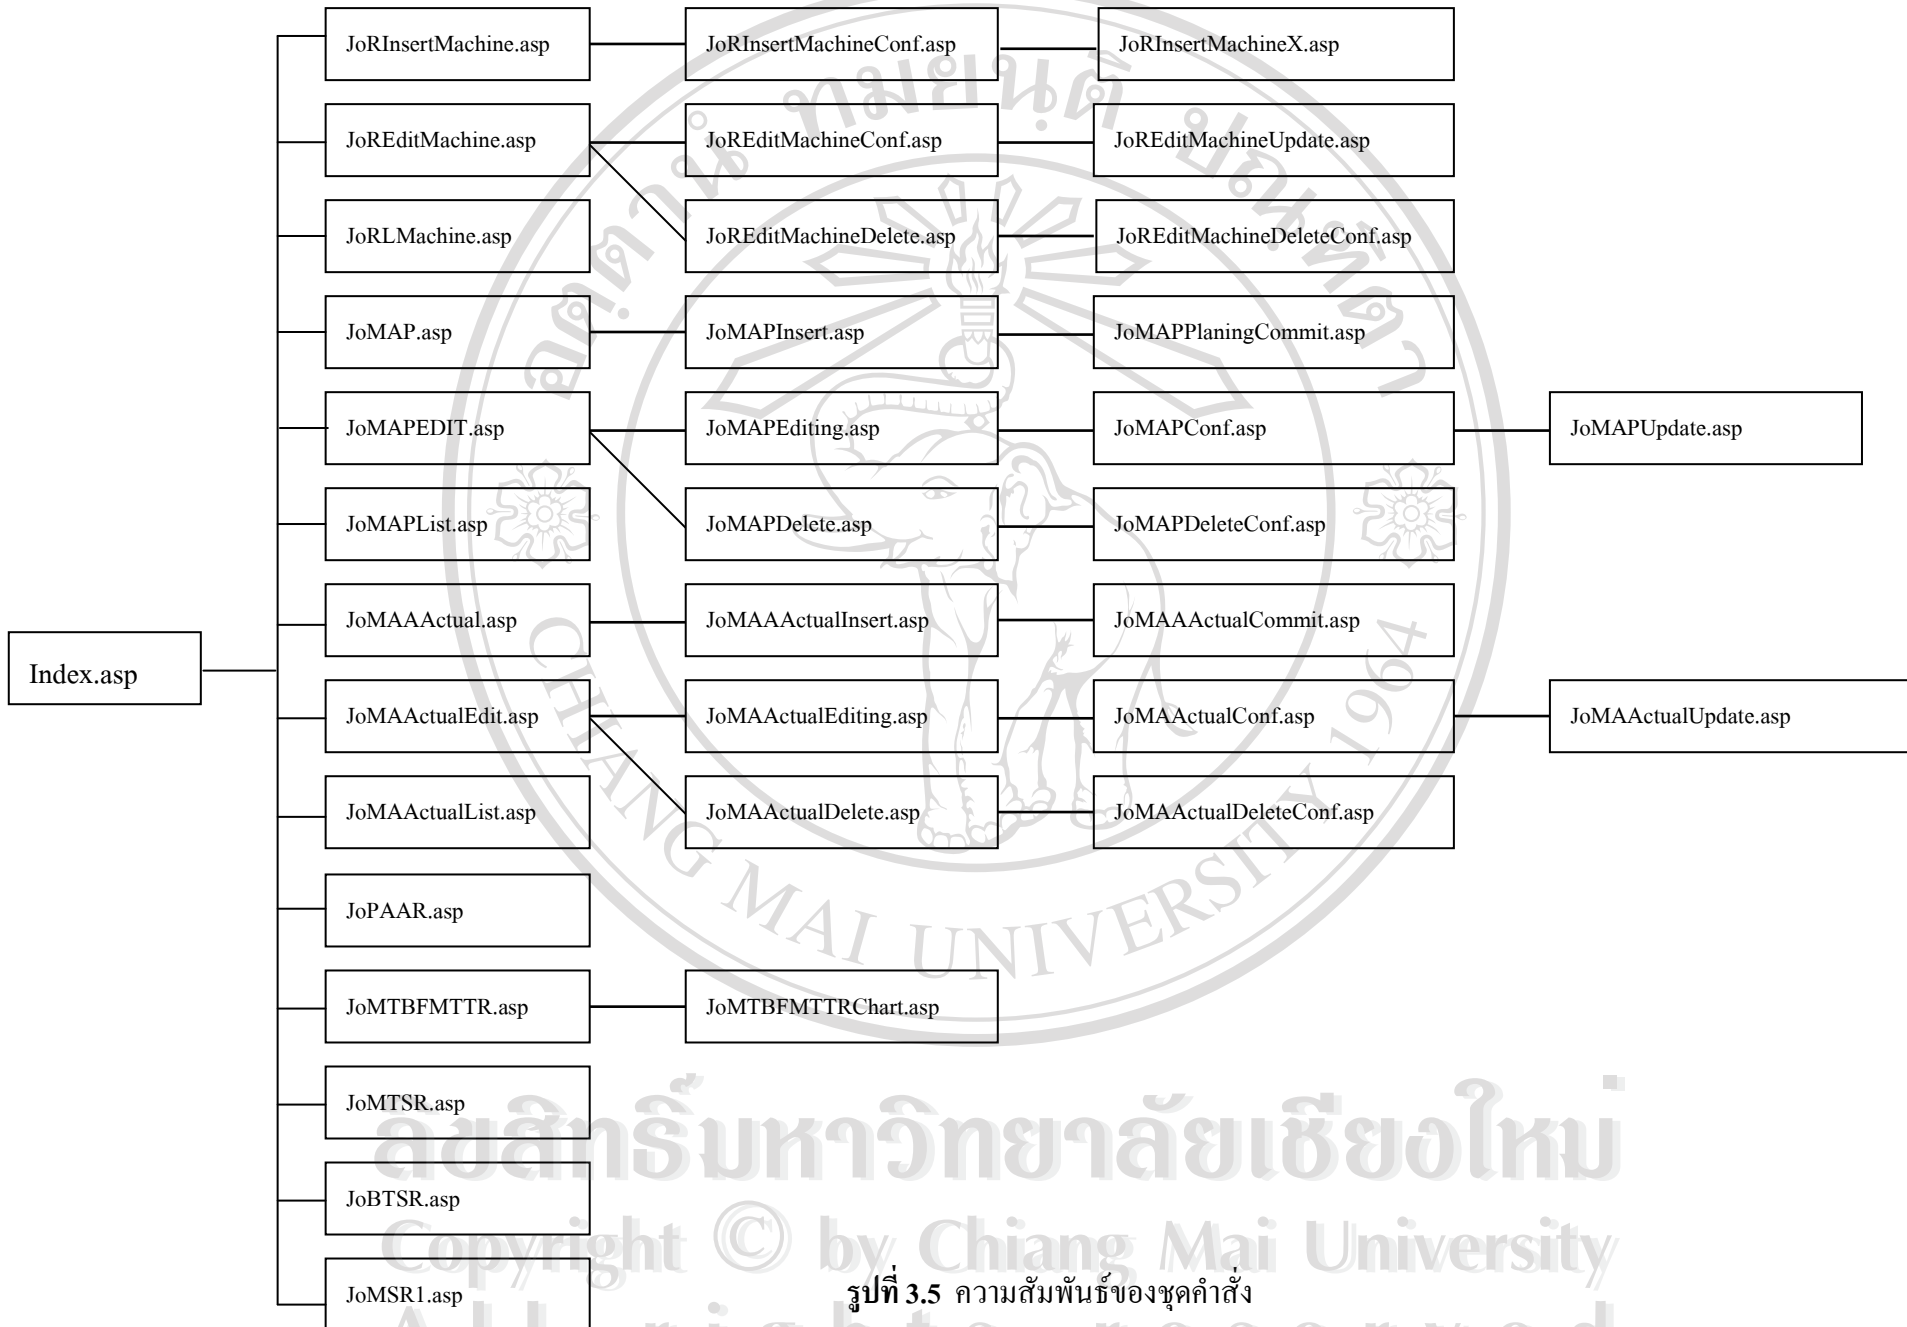 JoRInsertMachine.asp
JoRInsertMachineConf.asp
JoRInsertMachineX.asp
JoREditMachine.asp
JoREditMachineConf.asp
JoREditMachineUpdate.asp
JoRLMachine.asp
JoREditMachineDelete.asp
JoREditMachineDeleteConf.asp
JoMAP.asp
JoMAPInsert.asp
JoMAPPlaningCommit.asp
JoMAPEDIT.asp
JoMAPEditing.asp
JoMAPConf.asp
JoMAPUpdate.asp
JoMAPList.asp
JoMAPDelete.asp
JoMAPDeleteConf.asp
JoMAAActual.asp
JoMAAActualInsert.asp
JoMAAActualCommit.asp
Index.asp
JoMAActualEdit.asp
JoMAActualEditing.asp
JoMAActualConf.asp
JoMAActualUpdate.asp
JoMAActualList.asp
JoMAActualDelete.asp
JoMAActualDeleteConf.asp
JoPAAR.asp
JoMTBFMTTR.asp
JoMTBFMTTRChart.asp
JoMTSR.asp
JoBTSR.asp
JoMSR1.asp
รูปที่ 3.5 ความสัมพันธ์ของชุดคำสั่ง
CHIANG MAI UNIVERSITY 1964
ลิขสิทธิ์มหาวิทยาลัยเชียงใหม่
Copyright © by Chiang Mai University